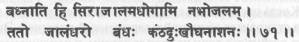 बध्नाति हि सिराजालमधोगामि नभोजलम् ।
ततो जालंधरो बंधः कंठदुःखौघनाशनः ॥ ७१ ॥